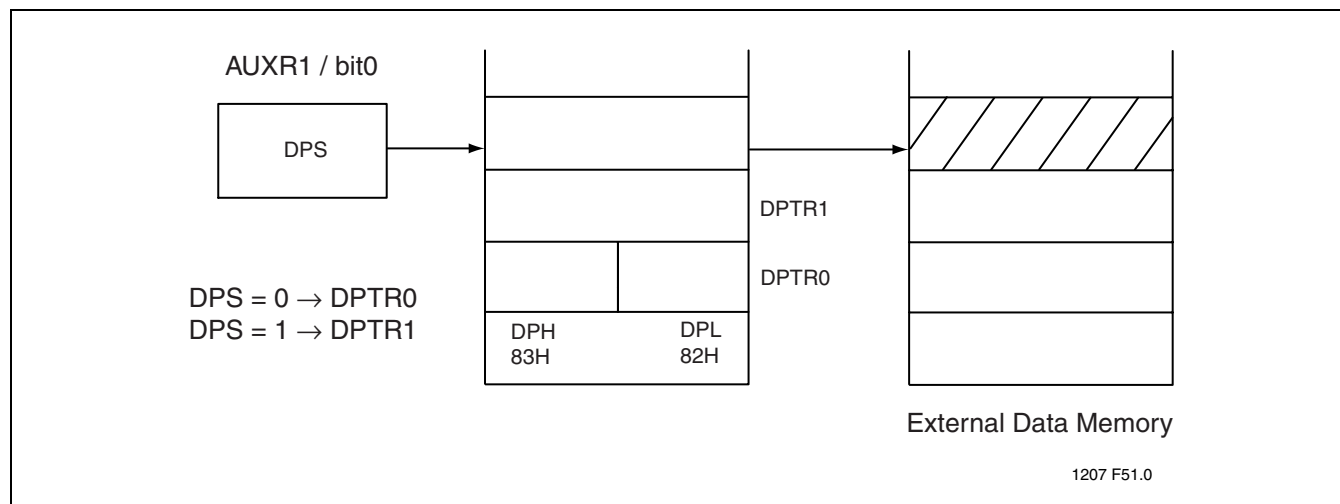 AUXR1 / bit0
DPS
DPTR1
DPTR0
DPS = 0 → DPTR0
DPS = 1 → DPTR1
DPH DPL
83H 82H
External Data Memory
1207 F51.0